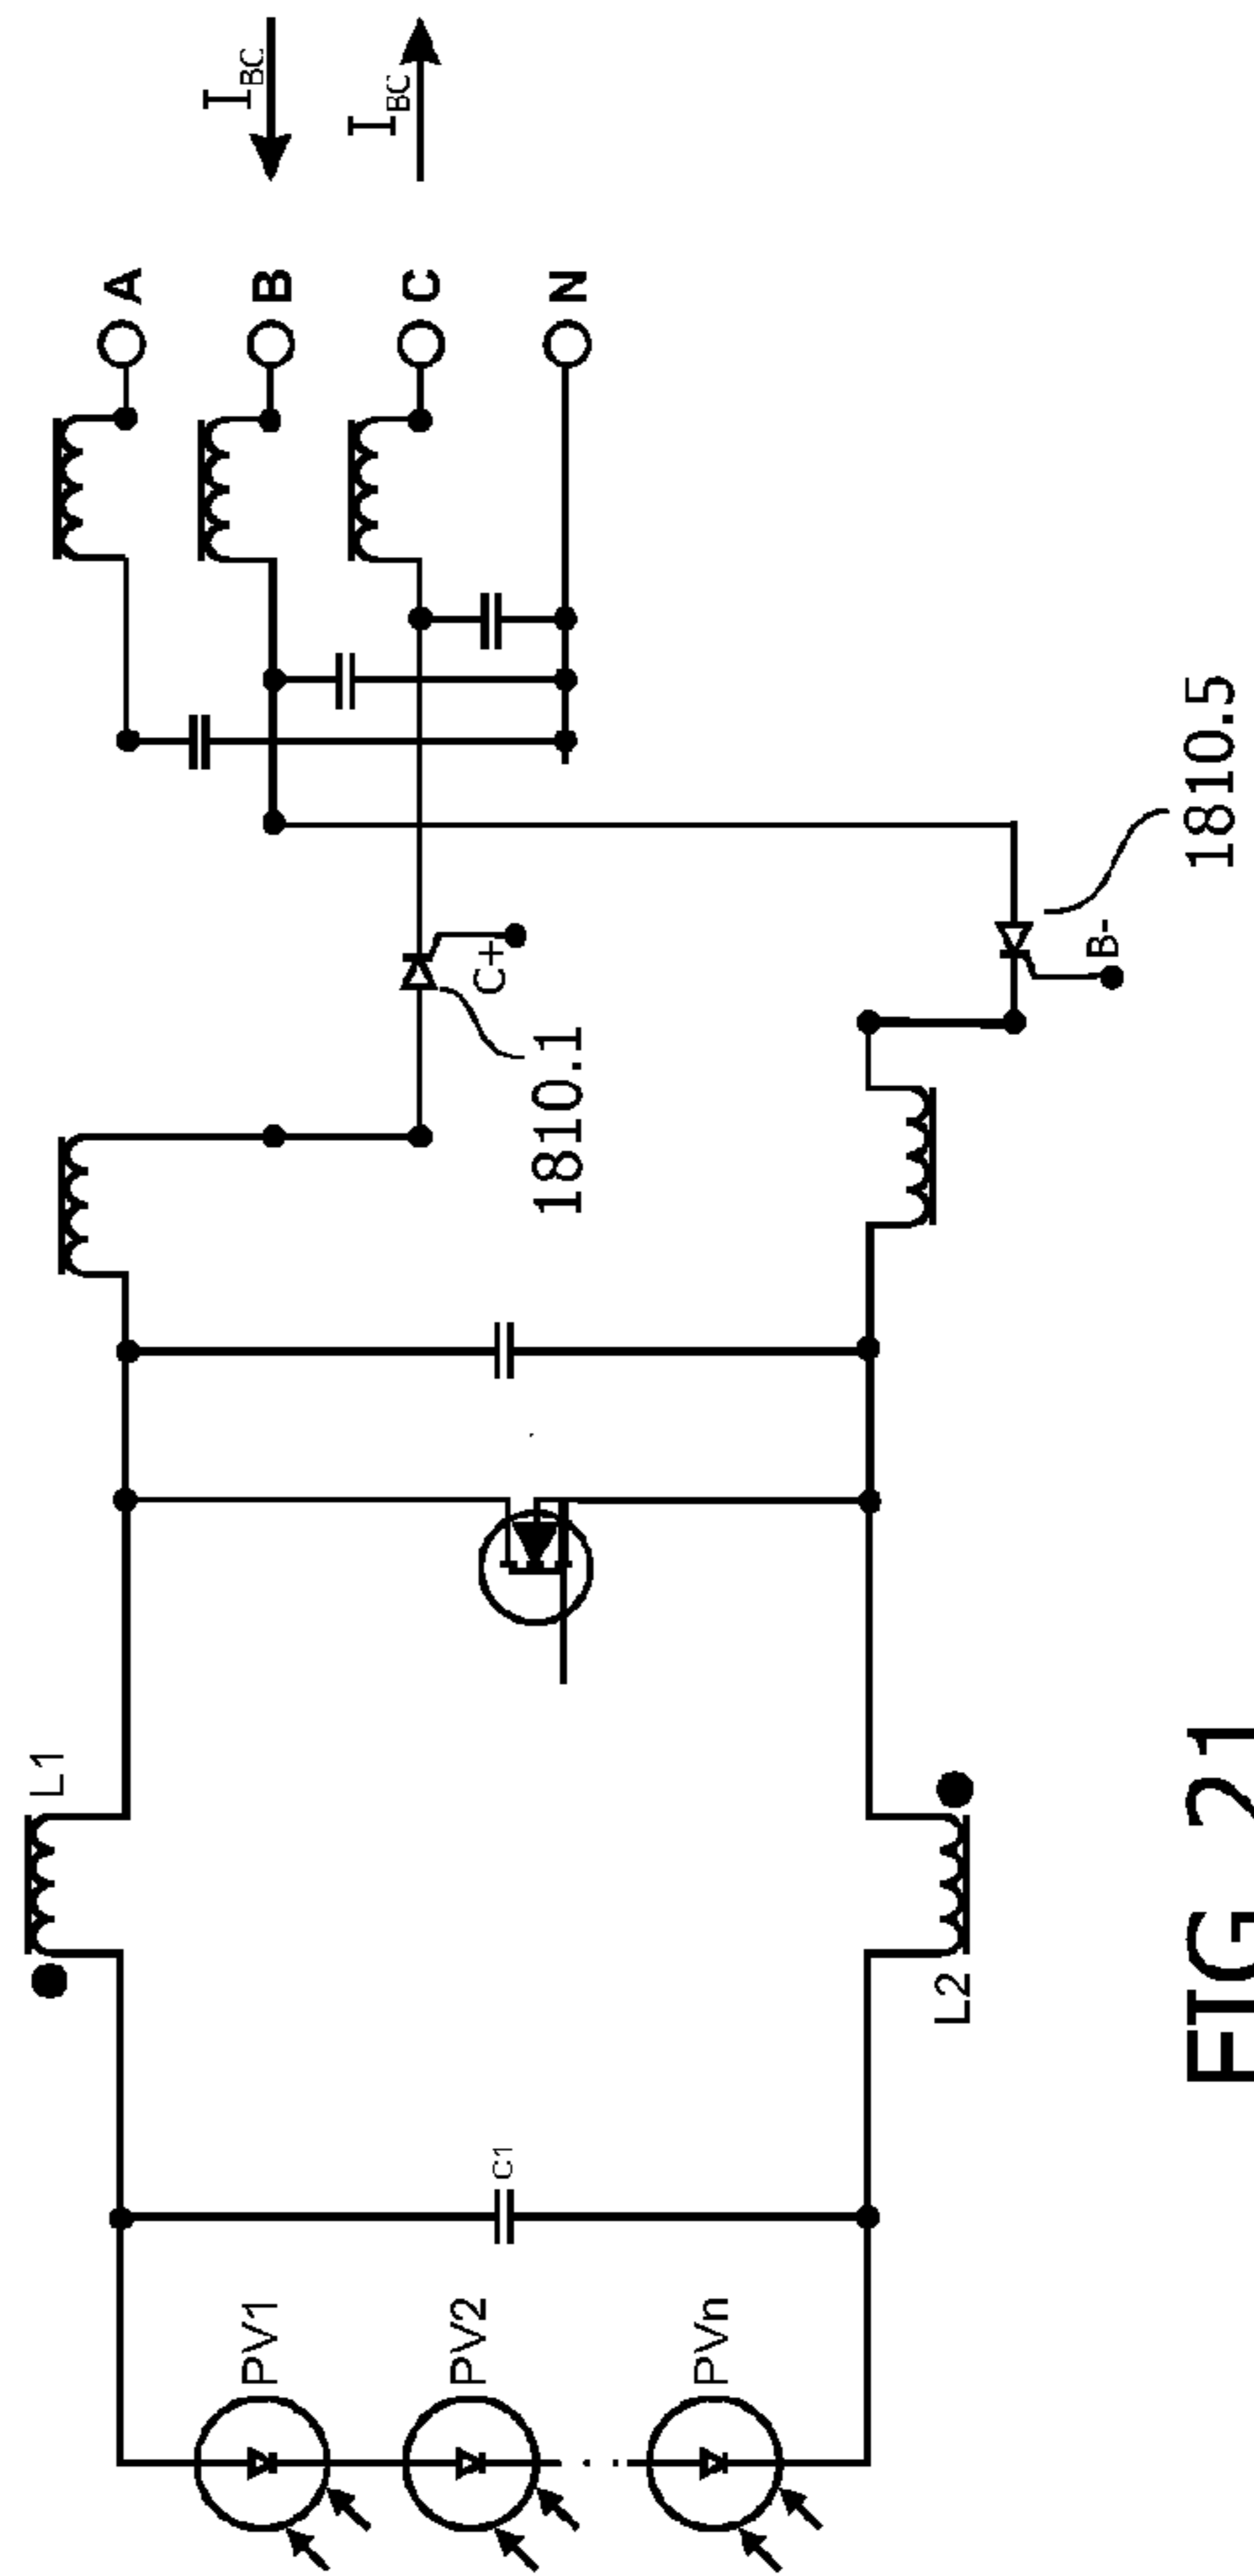 I_BC
I_BC
A
B
C
N
C+
1810.1
B-
1810.5
L1
L2
C1
PV1
PV2
PVn
FIG 21